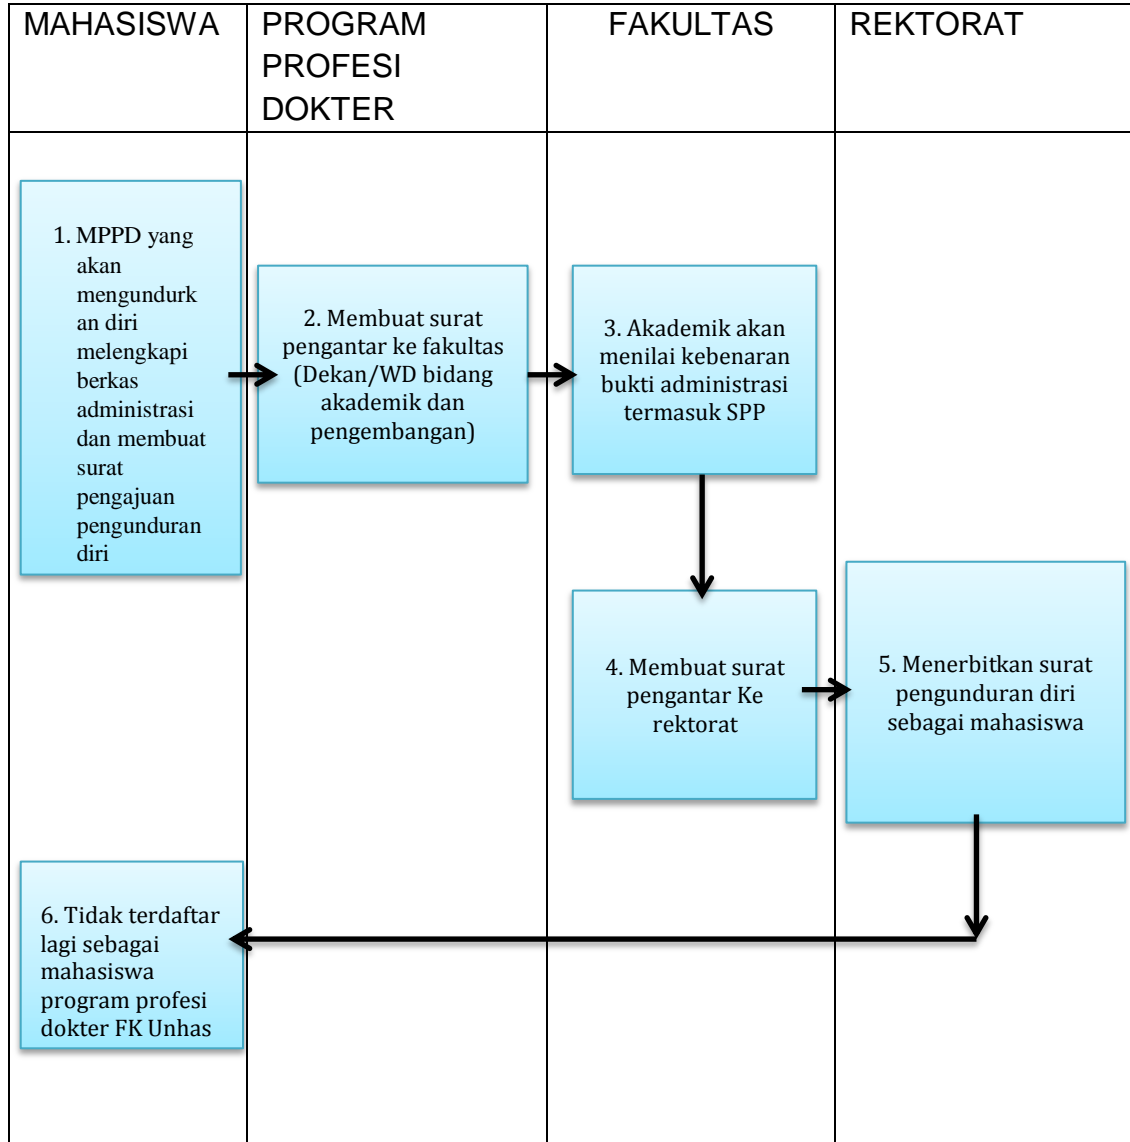 MAHASISWA
PROGRAM
PROFESI
DOKTER
FAKULTAS
REKTORAT
1. MPPD yang
akan
mengundurk
an diri
melengkapi
berkas
administrasi
dan membuat
surat
pengajuan
pengunduran
diri
2. Membuat surat
pengantar ke fakultas
(Dekan/WD bidang
akademik dan
pengembangan)
3. Akademik akan
menilai kebenaran
bukti administrasi
termasuk SPP
4. Membuat surat
pengantar Ke
rektorat
5. Menerbitkan surat
pengunduran diri
sebagai mahasiswa
6. Tidak terdaftar
lagi sebagai
mahasiswa
program profesi
dokter FK Unhas